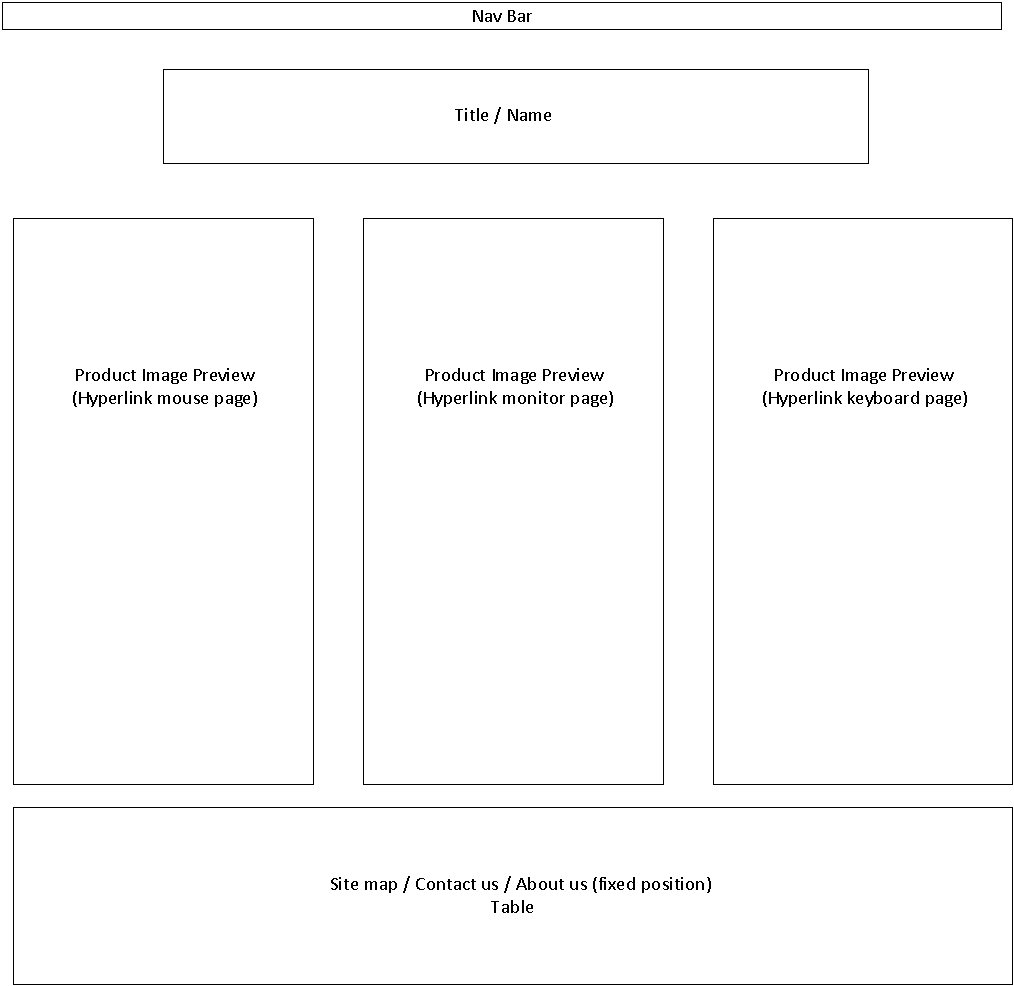 Nav Bar
Title / Name
Product Image Preview
(Hyperlink mouse page)
Product Image Preview
(Hyperlink monitor page)
Product Image Preview
(Hyperlink keyboard page)
Site map / Contact us / About us (fixed position)
Table